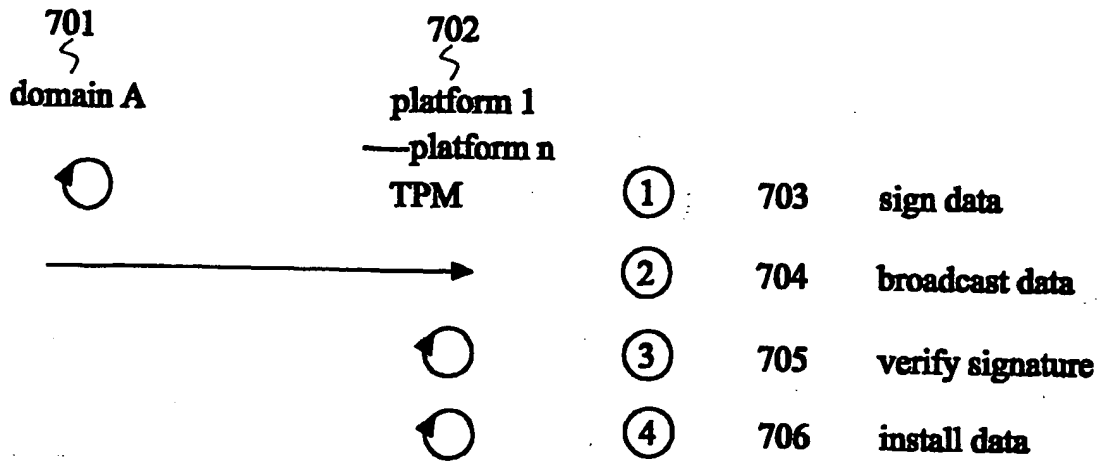 701
702
domain A
platform 1
platform n
TPM
1 703 sign data
2 704 broadcast data
3 705 verify signature
4 706 install data